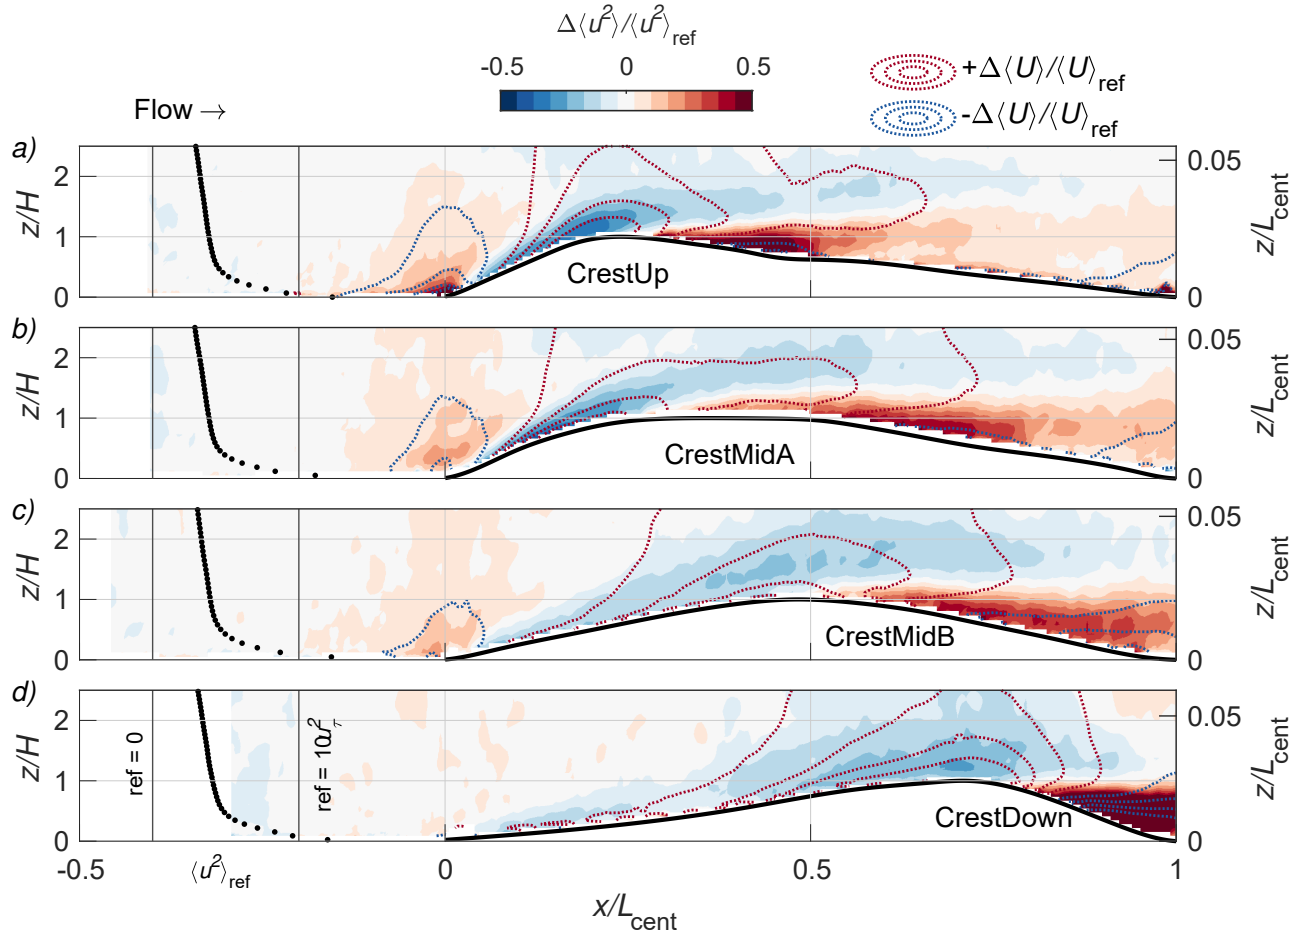 Δ⟨u²⟩/⟨u²⟩ref
-0.5 0 0.5
+Δ⟨U⟩/⟨U⟩ref
-Δ⟨U⟩/⟨U⟩ref
Flow →
a)
z/H
2
1
0
CrestUp
0.05
0
z/Lcent
b)
z/H
2
1
0
CrestMidA
0.05
0
z/Lcent
c)
z/H
2
1
0
CrestMidB
0.05
0
z/Lcent
d)
z/H
2
1
0
ref = 0
ref = 10u²τ
CrestDown
0.05
0
z/Lcent
-0.5 ⟨u²⟩ref 0 0.5 1
x/Lcent